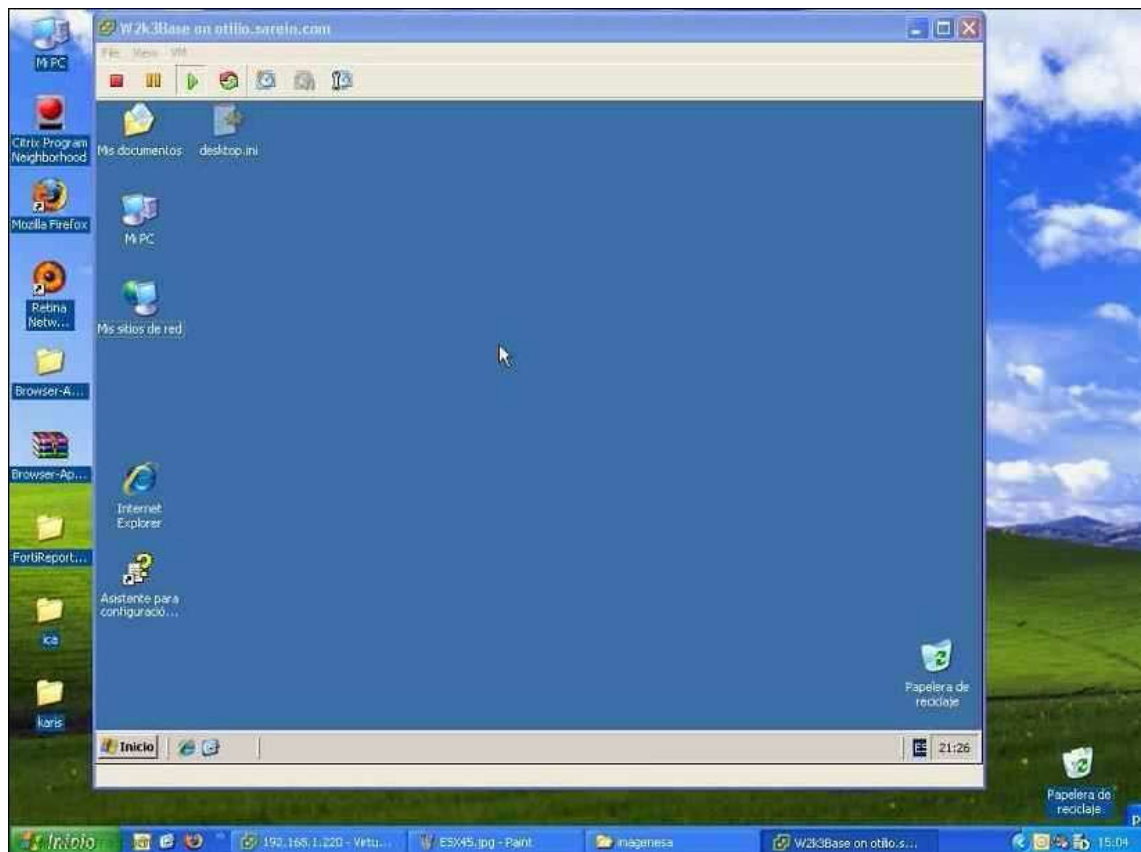 Mi PC
Citrix Program
Neighborhood
Mozilla Firefox
Retina
Netw...
Browser-A...
Browser-Ap...
FortiReport...
ica
karis
W2k3Base on otilio.sarein.com
File View VM
Mis documentos
desktop.ini
Mi PC
Mis sitios de red
Internet
Explorer
Asistente para
configuració...
Papelera de
reciclaje
Inicio
ES
21:26
Papelera de
reciclaje
Inicio
192.168.1.220 - Virtu...
ESX45.jpg - Paint
imagenesa
W2k3Base on otilio.s...
15:04